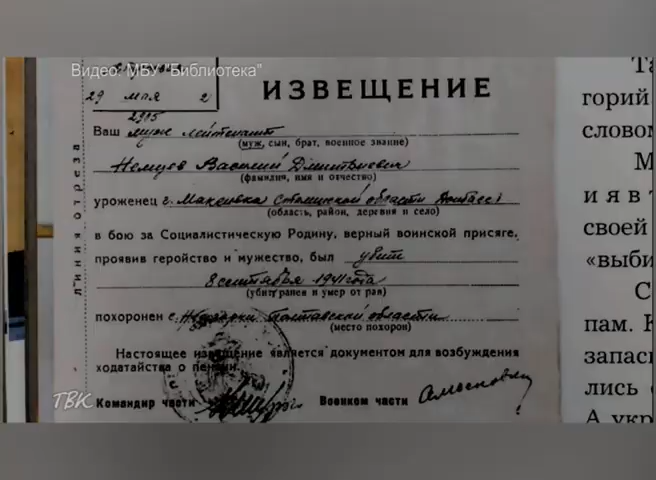 Видео: МБУ "Библиотека"
29 мая 2
2915
ИЗВЕЩЕНИЕ
Ваш муж лейтенант
(муж, сын, брат, военное звание)
Немцев Василий Дмитриевич
(фамилия, имя и отчество)
уроженец г. Макеевка Сталинской области Донбасс
(область, район, деревня и село)
в бою за Социалистическую Родину, верный воинской присяге,
проявив геройство и мужество, был убит
8 сентября 1941 года
(убит, ранен и умер от ран)
похоронен с. Полтавской области
(место похорон)
Настоящее извещение является документом для возбуждения
ходатайства о пенсии.
Командир части
Военком части
линия отреза
ТВК
Та
горий
словом
М
и я в т
своей
«выби
С
пам. К
запас
лись
А укр